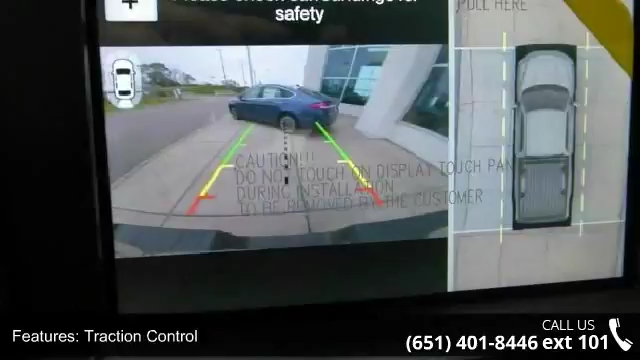 +
safety
PULL HERE
CAUTION!!!
DO NOT TOUCH ON DISPLAY TOUCH PAN
DURING INSTALLATION
TO BE REMOVED BY THE CUSTOMER
Features: Traction Control
CALL US
(651) 401-8446 ext 101